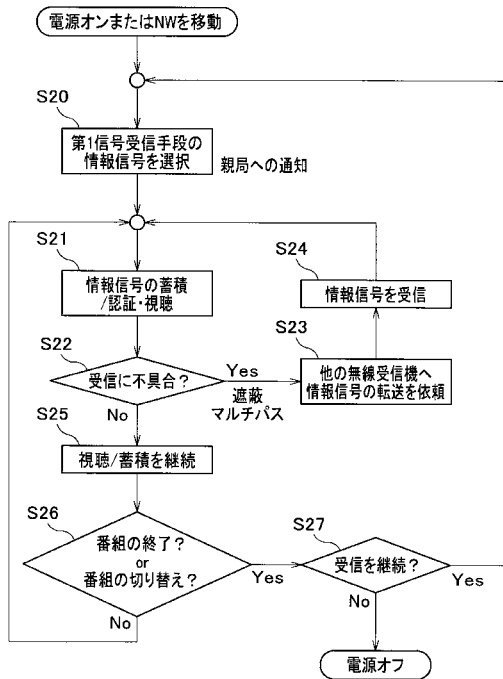 電源オンまたはNWを移動
S20
第1信号受信手段の
情報信号を選択
親局への通知
S21
情報信号の蓄積
/認証・視聴
S24
情報信号を受信
S22
受信に不具合?
Yes
遮蔽
マルチパス
No
S23
他の無線受信機へ
情報信号の転送を依頼
S25
視聴/蓄積を継続
S26
番組の終了?
or
番組の切り替え?
Yes
No
S27
受信を継続?
Yes
No
電源オフ